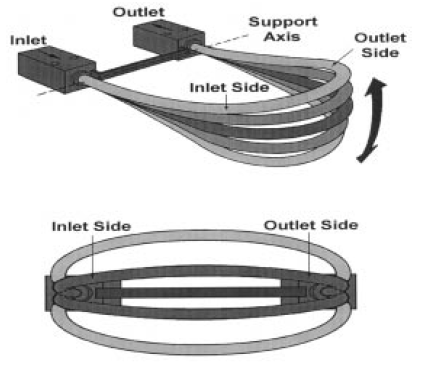 Outlet
Support
Axis
Inlet
Outlet
Side
Inlet Side
Inlet Side
Outlet Side